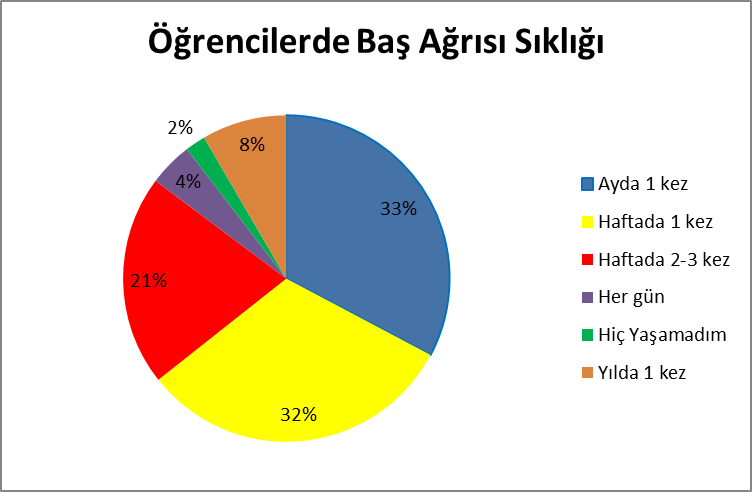 Öğrencilerde Baş Ağrısı Sıklığı
2%
8%
4%
33%
21%
32%
Ayda 1 kez
Haftada 1 kez
Haftada 2-3 kez
Her gün
Hiç Yaşamadım
Yılda 1 kez